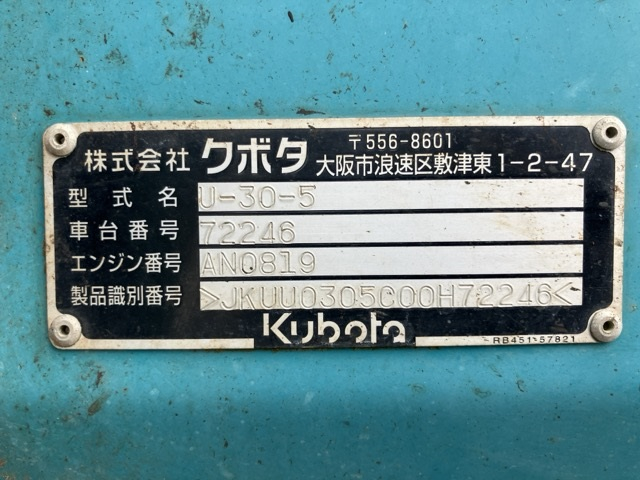 〒556-8601
株式会社 クボタ 大阪市浪速区敷津東1-2-47
型式名 U-30-5
車台番号 72246
エンジン番号 AN0819
製品識別番号 >JKUU0305C00H72246<
Kubota
RB451-57821